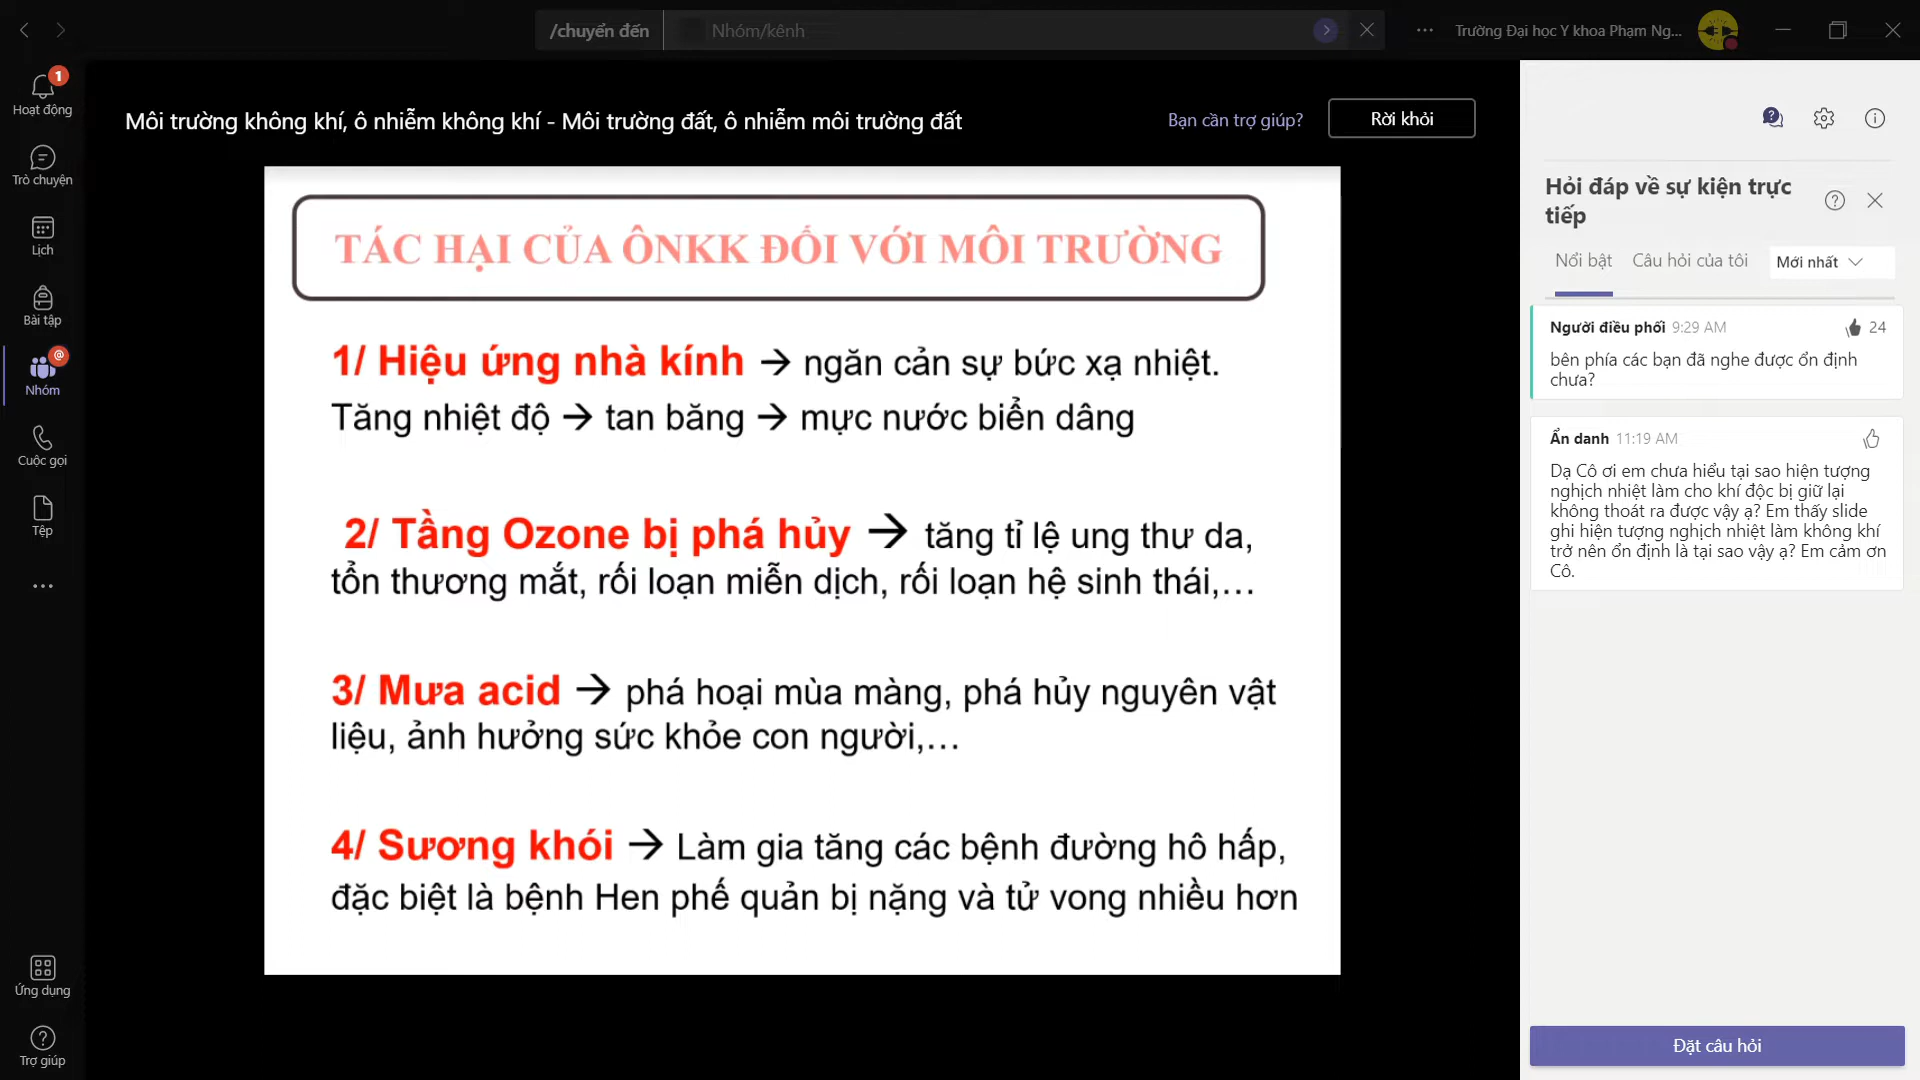 /chuyển đến
Nhóm/kênh
Trường Đại học Y khoa Phạm Ng...
1
Hoạt động
Trò chuyện
Lịch
Bài tập
@
Nhóm
Cuộc gọi
Tệp
Ứng dụng
Trợ giúp
Môi trường không khí, ô nhiễm không khí - Môi trường đất, ô nhiễm môi trường đất
Bạn cần trợ giúp?
Rời khỏi
TÁC HẠI CỦA ÔNKK ĐỐI VỚI MÔI TRƯỜNG
1/ Hiệu ứng nhà kính → ngăn cản sự bức xạ nhiệt.
Tăng nhiệt độ → tan băng → mực nước biển dâng
2/ Tầng Ozone bị phá hủy → tăng tỉ lệ ung thư da,
tổn thương mắt, rối loạn miễn dịch, rối loạn hệ sinh thái,...
3/ Mưa acid → phá hoại mùa màng, phá hủy nguyên vật
liệu, ảnh hưởng sức khỏe con người,...
4/ Sương khói → Làm gia tăng các bệnh đường hô hấp,
đặc biệt là bệnh Hen phế quản bị nặng và tử vong nhiều hơn
Hỏi đáp về sự kiện trực
tiếp
Nổi bật
Câu hỏi của tôi
Mới nhất
Người điều phối 9:29 AM
24
bên phía các bạn đã nghe được ổn định
chưa?
Ẩn danh 11:19 AM
Dạ Cô ơi em chưa hiểu tại sao hiện tượng
nghịch nhiệt làm cho khí độc bị giữ lại
không thoát ra được vậy ạ? Em thấy slide
ghi hiện tượng nghịch nhiệt làm không khí
trở nên ổn định là tại sao vậy ạ? Em cảm ơn
Cô.
Đặt câu hỏi